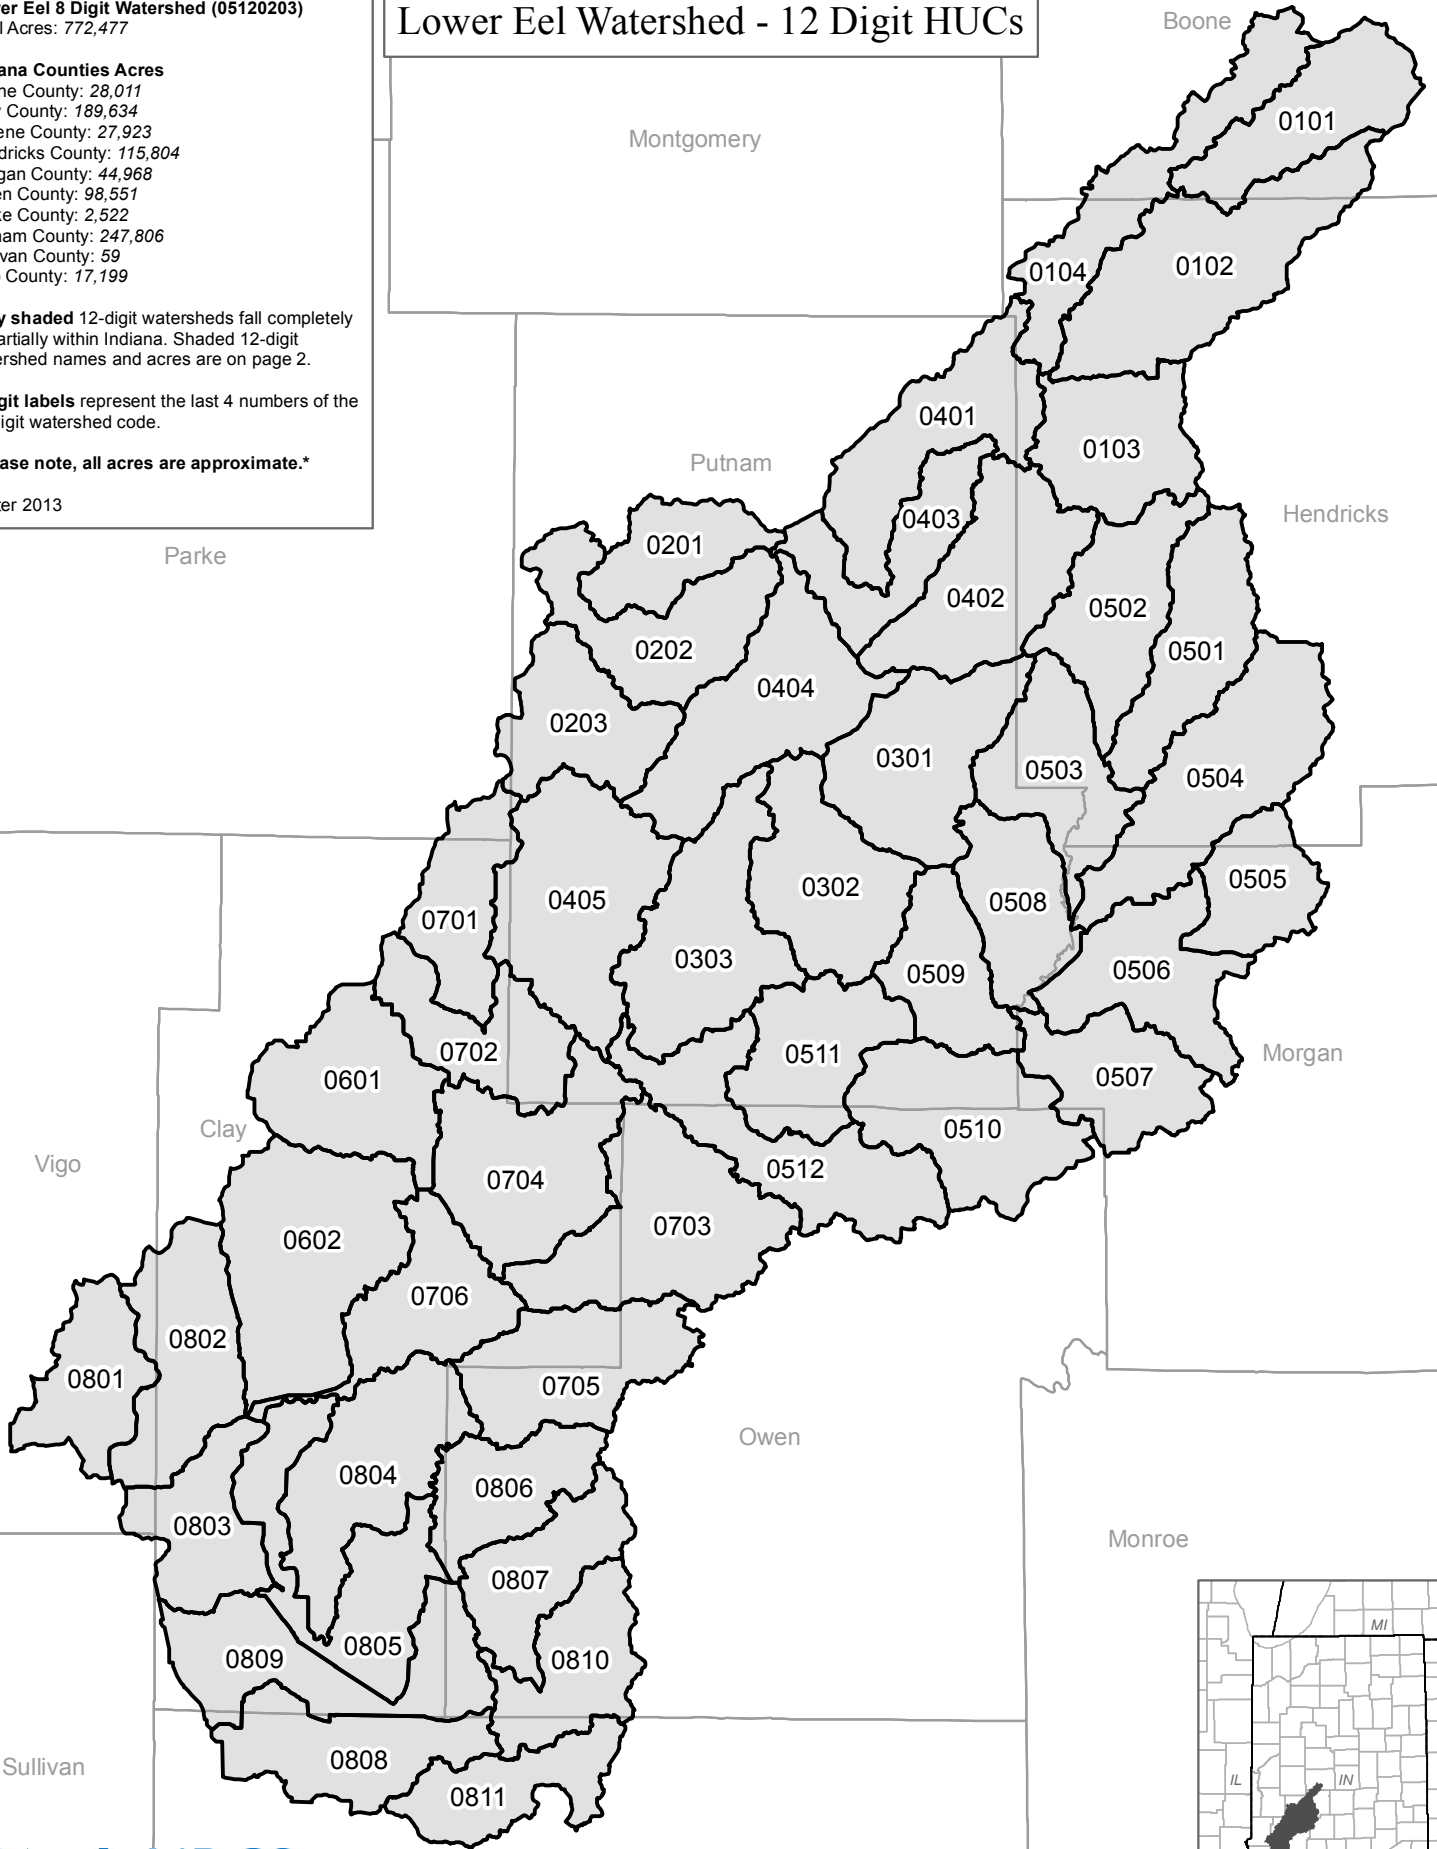 Lower Eel Watershed - 12 Digit HUCs
er Eel 8 Digit Watershed (05120203)
l Acres: 772,477
ana Counties Acres
ne County: 28,011
County: 189,634
ene County: 27,923
dricks County: 115,804
gan County: 44,968
en County: 98,551
ke County: 2,522
nam County: 247,806
ivan County: 59
County: 17,199
y shaded 12-digit watersheds fall completely
artially within Indiana. Shaded 12-digit
ershed names and acres are on page 2.
git labels represent the last 4 numbers of the
igit watershed code.
ase note, all acres are approximate.*
er 2013
Boone
Montgomery
0101
0102
0104
0401
0103
Putnam
Hendricks
0403
0201
Parke
0402
0502
0202
0501
0404
0203
0301
0503
0504
0302
0505
0405
0508
0701
0303
0506
0509
0702
0511
Morgan
0601
0507
Clay
0510
Vigo
0512
0704
0703
0602
0706
0802
0801
0705
Owen
0804
0806
0803
Monroe
0807
0805
0809
0810
MI
0808
Sullivan
IL
IN
0811